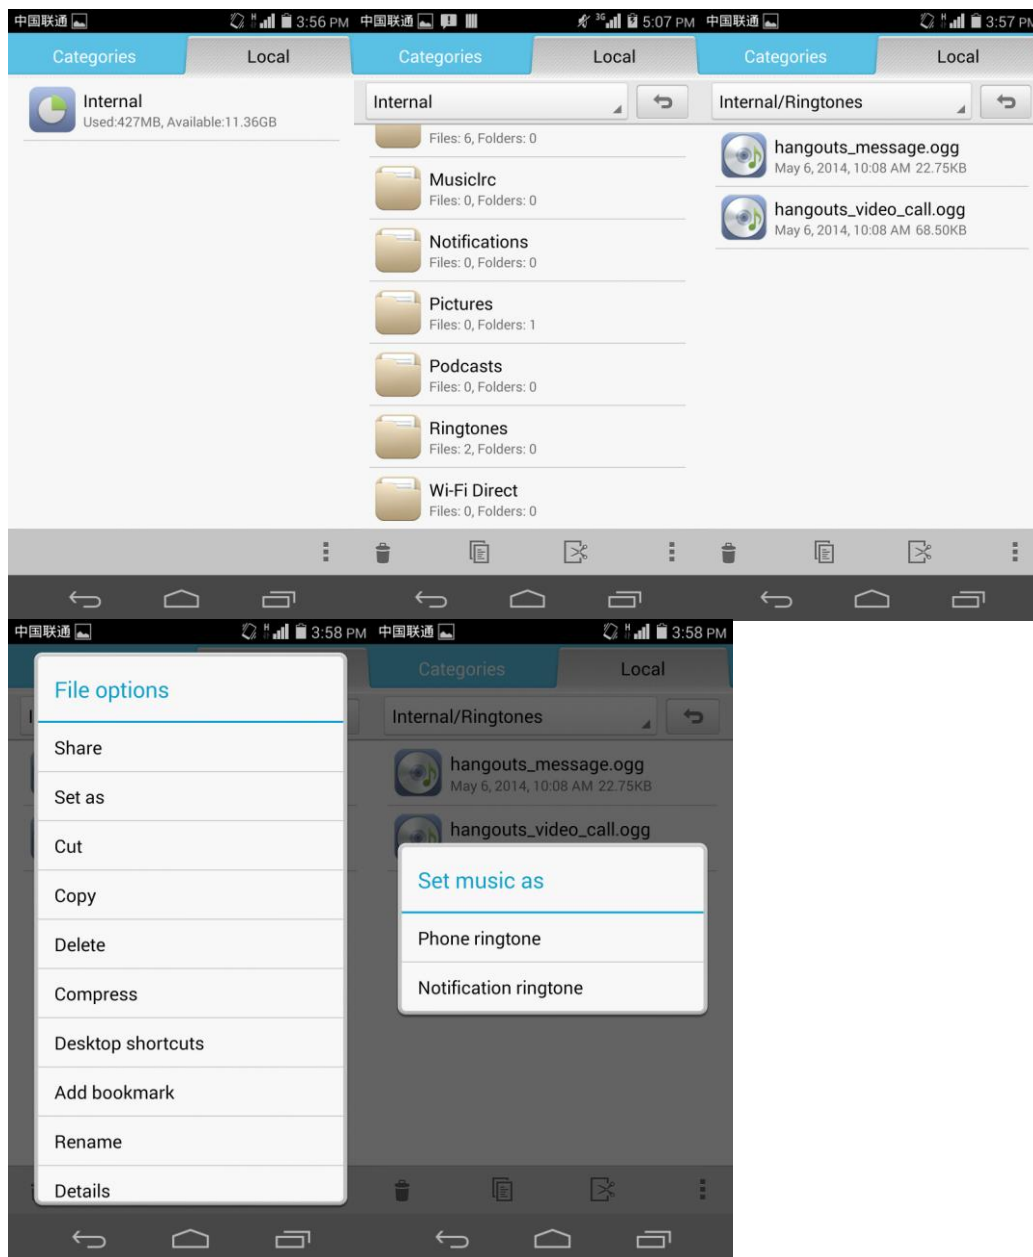 中国联通 3:56 PM
Categories Local
Internal
Used:427MB, Available:11.36GB
中国联通 3G 5:07 PM
Categories Local
Internal
Files: 6, Folders: 0
Musiclrc
Files: 0, Folders: 0
Notifications
Files: 0, Folders: 0
Pictures
Files: 0, Folders: 1
Podcasts
Files: 0, Folders: 0
Ringtones
Files: 2, Folders: 0
Wi-Fi Direct
Files: 0, Folders: 0
中国联通 H 3:57 PM
Categories Local
Internal/Ringtones
hangouts_message.ogg
May 6, 2014, 10:08 AM 22.75KB
hangouts_video_call.ogg
May 6, 2014, 10:08 AM 68.50KB
中国联通 H 3:58 PM
File options
Share
Set as
Cut
Copy
Delete
Compress
Desktop shortcuts
Add bookmark
Rename
Details
中国联通 H 3:58 PM
Categories Local
Internal/Ringtones
hangouts_message.ogg
May 6, 2014, 10:08 AM 22.75KB
hangouts_video_call.ogg
Set music as
Phone ringtone
Notification ringtone